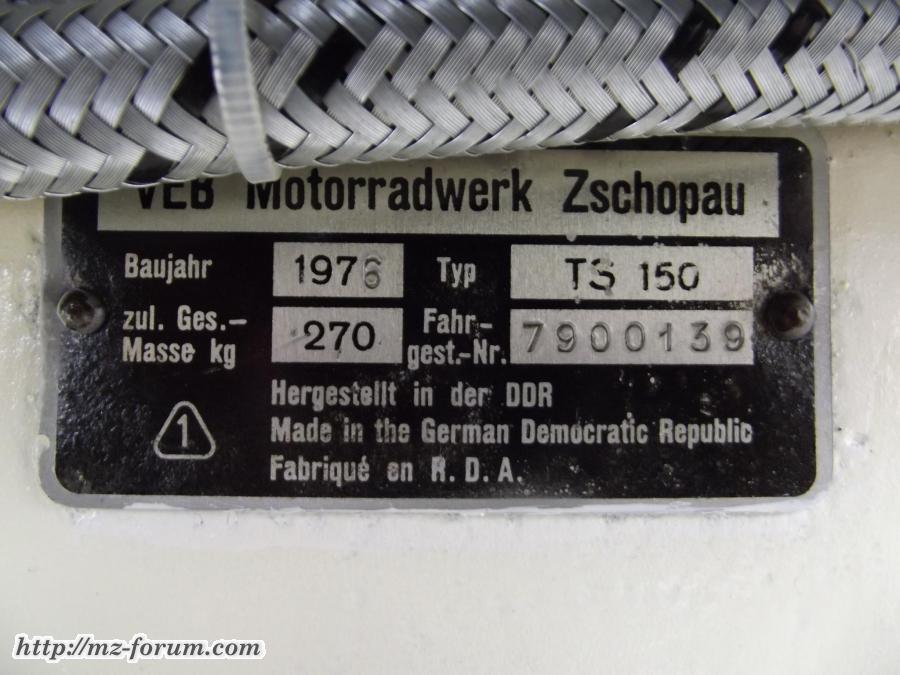 VEB Motorradwerk Zschopau
Baujahr 1976 Typ TS 150
zul. Ges.-
Masse kg 270 Fahr-
gest.-Nr. 7900139
1
Hergestellt in der DDR
Made in the German Democratic Republic
Fabriqué en R. D. A.
http://mz-forum.com